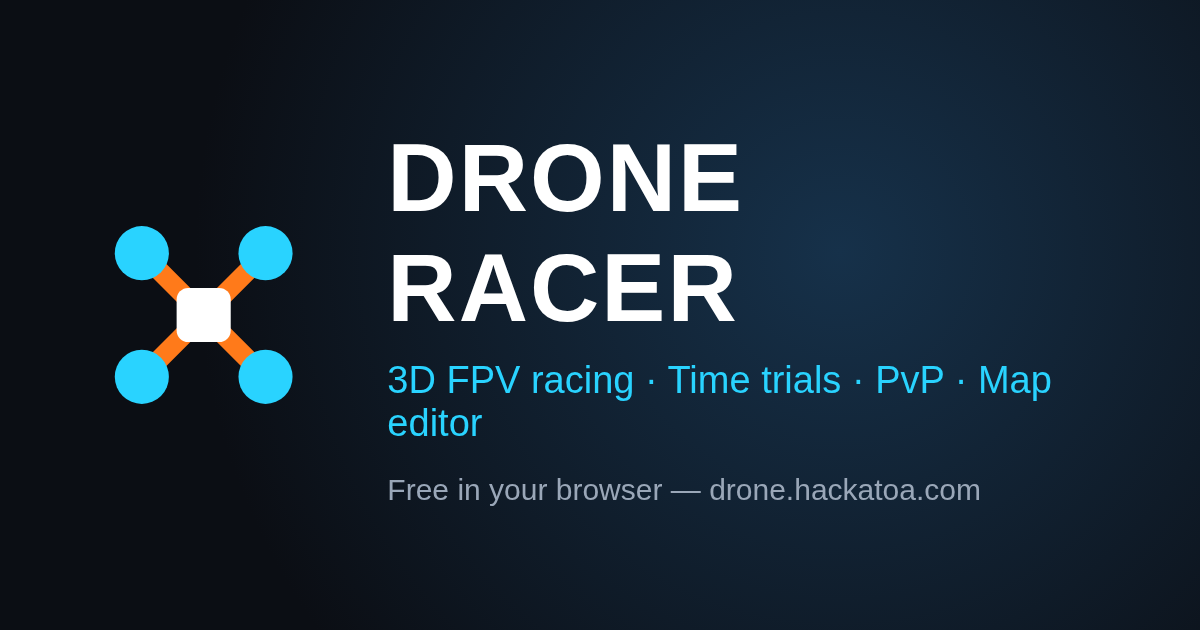 DRONE
RACER
3D FPV racing · Time trials · PvP · Map
editor
Free in your browser — drone.hackatoa.com